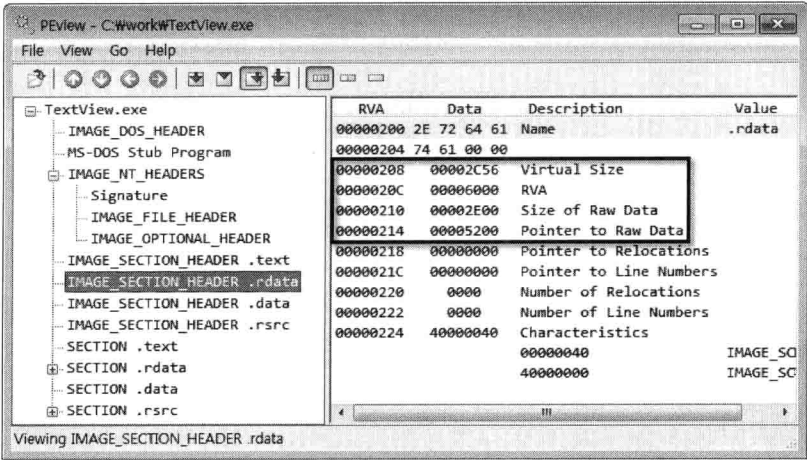 PEview - C:₩work₩TextView.exe
File View Go Help
TextView.exe
IMAGE_DOS_HEADER
MS-DOS Stub Program
IMAGE_NT_HEADERS
Signature
IMAGE_FILE_HEADER
IMAGE_OPTIONAL_HEADER
IMAGE_SECTION_HEADER .text
IMAGE_SECTION_HEADER .rdata
IMAGE_SECTION_HEADER .data
IMAGE_SECTION_HEADER .rsrc
SECTION .text
SECTION .rdata
SECTION .data
SECTION .rsrc
RVA Data Description Value
00000200 2E 72 64 61 Name .rdata
00000204 74 61 00 00
00000208 00002C56 Virtual Size
0000020C 00006000 RVA
00000210 00002E00 Size of Raw Data
00000214 00005200 Pointer to Raw Data
00000218 00000000 Pointer to Relocations
0000021C 00000000 Pointer to Line Numbers
00000220 0000 Number of Relocations
00000222 0000 Number of Line Numbers
00000224 40000040 Characteristics
00000040 IMAGE_SC
40000000 IMAGE_SC
Viewing IMAGE_SECTION_HEADER .rdata